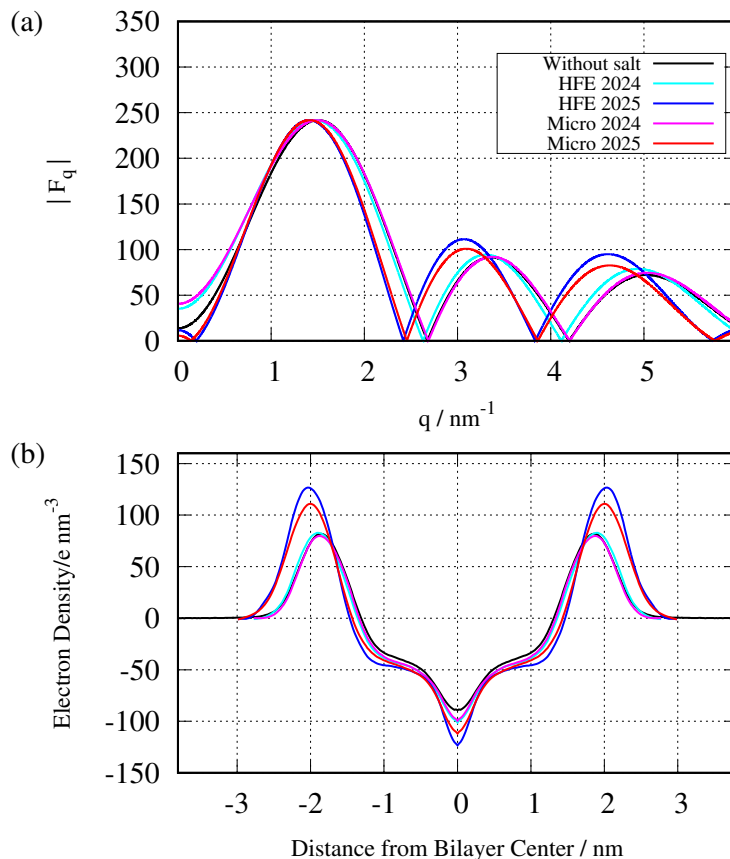 (a)
350
300
250
200
150
100
50
0
| F_q |
Without salt
HFE 2024
HFE 2025
Micro 2024
Micro 2025
0 1 2 3 4 5
q / nm⁻¹
(b)
150
100
50
0
-50
-100
-150
Electron Density/e nm⁻³
-3 -2 -1 0 1 2 3
Distance from Bilayer Center / nm